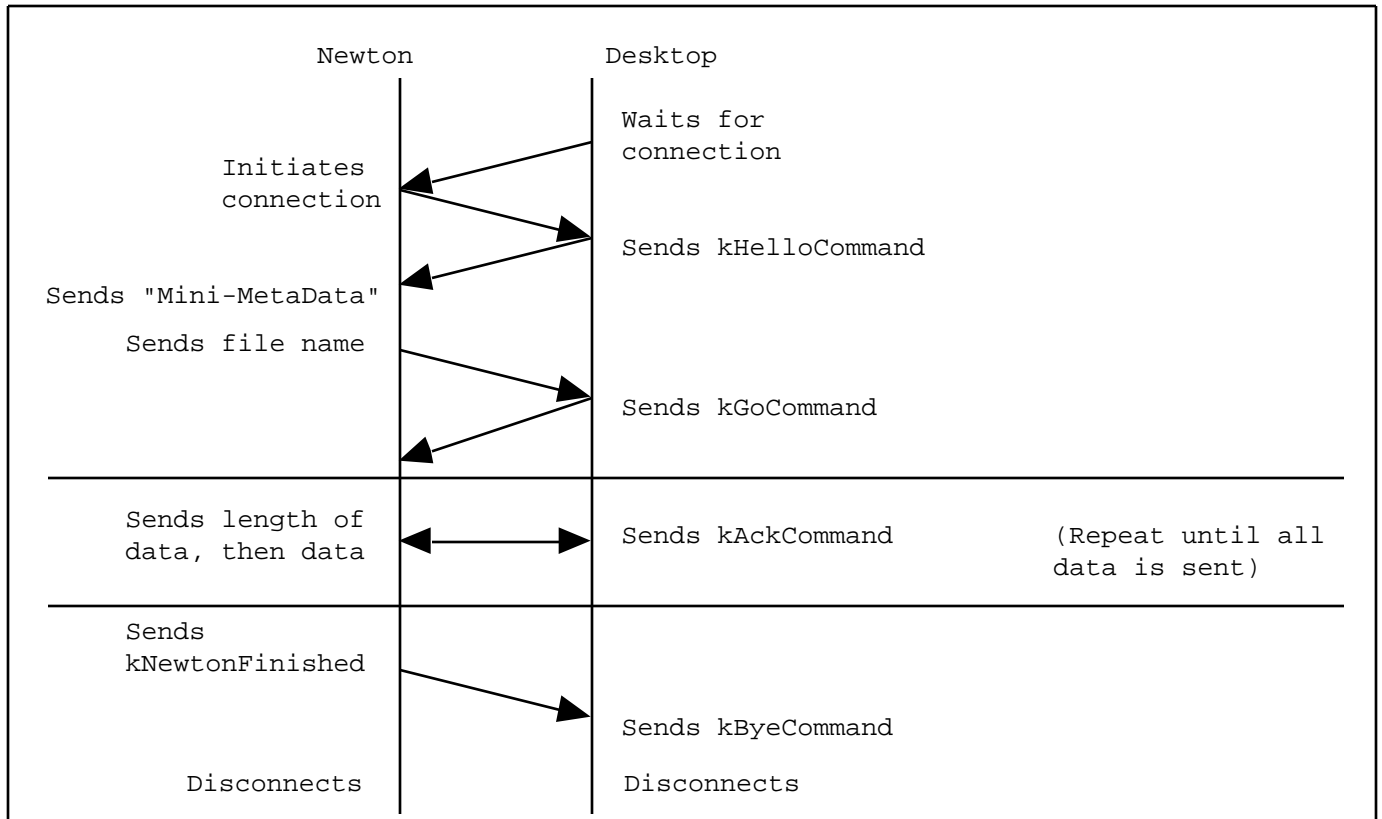 Newton Desktop
Waits for
connection
Initiates
connection
Sends kHelloCommand
Sends "Mini-MetaData"
Sends file name
Sends kGoCommand
Sends length of
data, then data
Sends kAckCommand
(Repeat until all
data is sent)
Sends
kNewtonFinished
Sends kByeCommand
Disconnects Disconnects